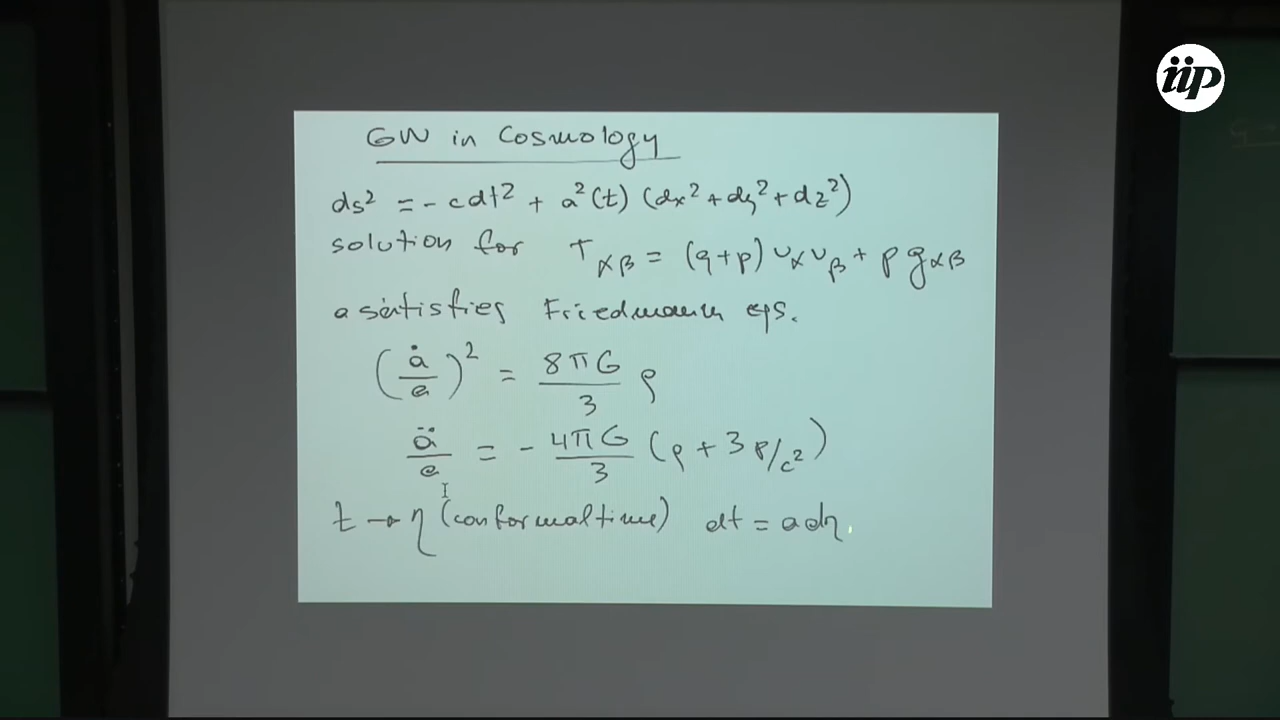 iip
GW in Cosmology
ds² = - cdt² + a²(t) (dx² + dy² + dz²)
solution for T_αβ = (ρ+p) u_α u_β + p g_αβ
a satisfies Friedmann eqs.
(ȧ/a)² = 8πG/3 ρ
ä/a = - 4πG/3 (ρ + 3 p/c²)
t → η (conformal time) dt = a dη